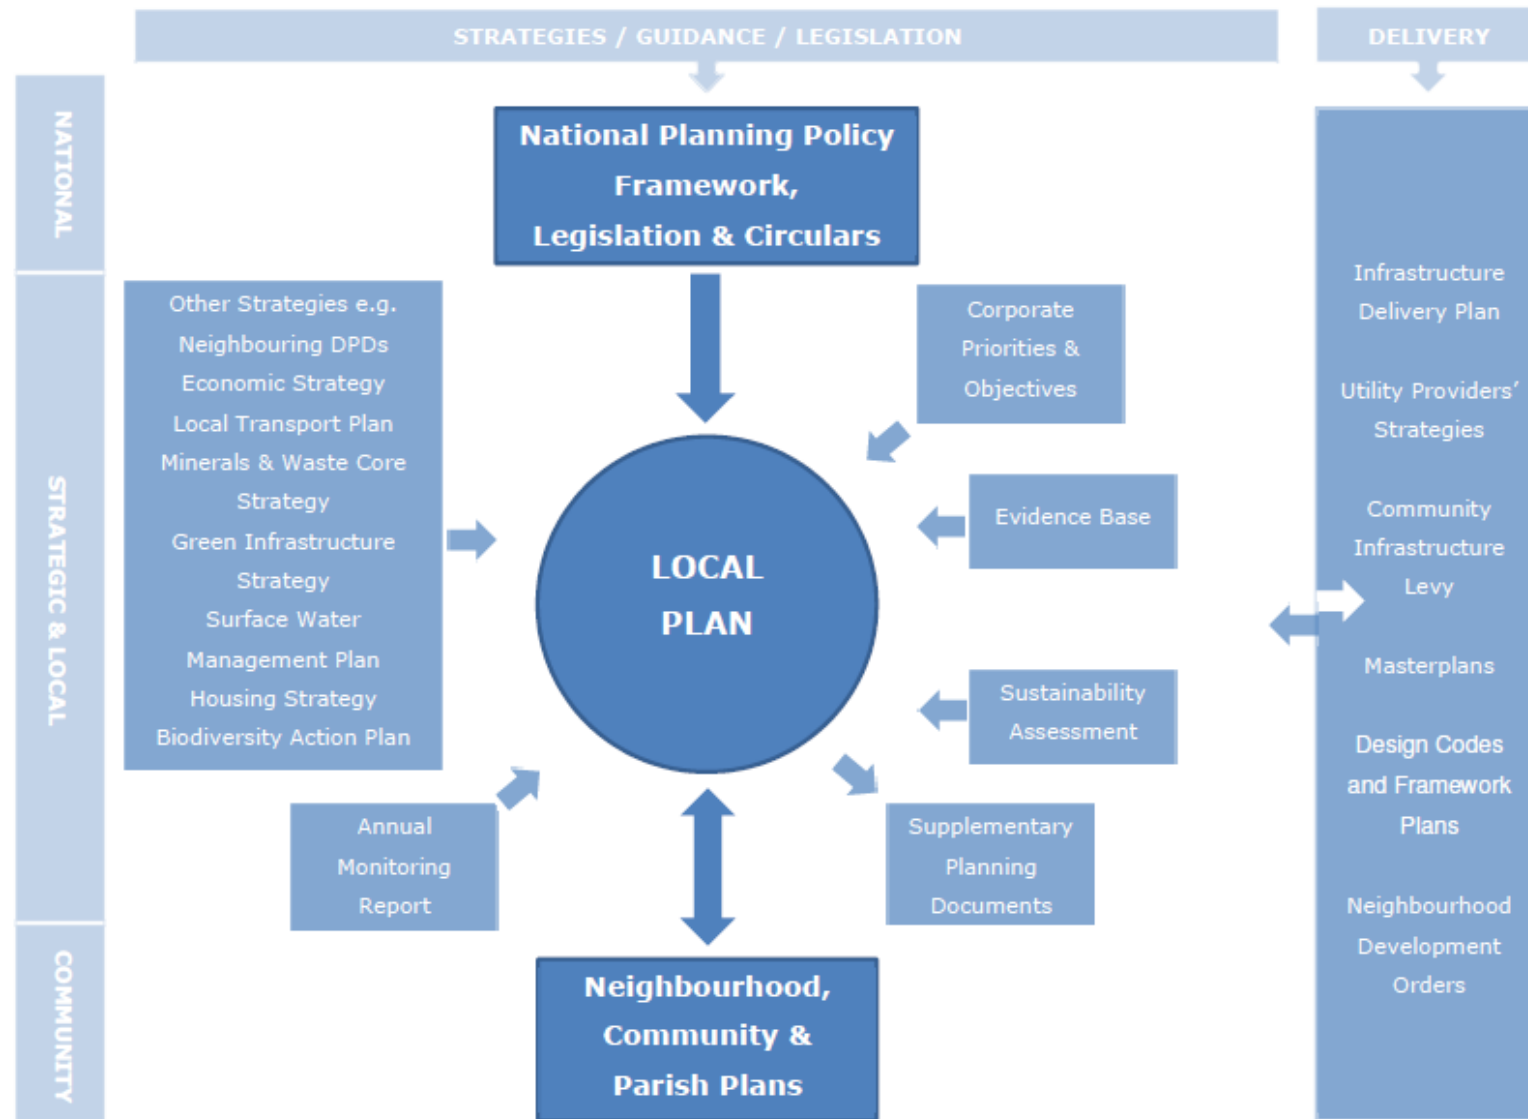 STRATEGIES / GUIDANCE / LEGISLATION
DELIVERY
NATIONAL
National Planning Policy
Framework,
Legislation & Circulars
STRATEGIC & LOCAL
Other Strategies e.g.
Neighbouring DPDs
Economic Strategy
Local Transport Plan
Minerals & Waste Core
Strategy
Green Infrastructure
Strategy
Surface Water
Management Plan
Housing Strategy
Biodiversity Action Plan
Corporate
Priorities &
Objectives
Evidence Base
LOCAL
PLAN
Sustainability
Assessment
Annual
Monitoring
Report
Supplementary
Planning
Documents
COMMUNITY
Neighbourhood,
Community &
Parish Plans
Infrastructure
Delivery Plan
Utility Providers’
Strategies
Community
Infrastructure
Levy
Masterplans
Design Codes
and Framework
Plans
Neighbourhood
Development
Orders